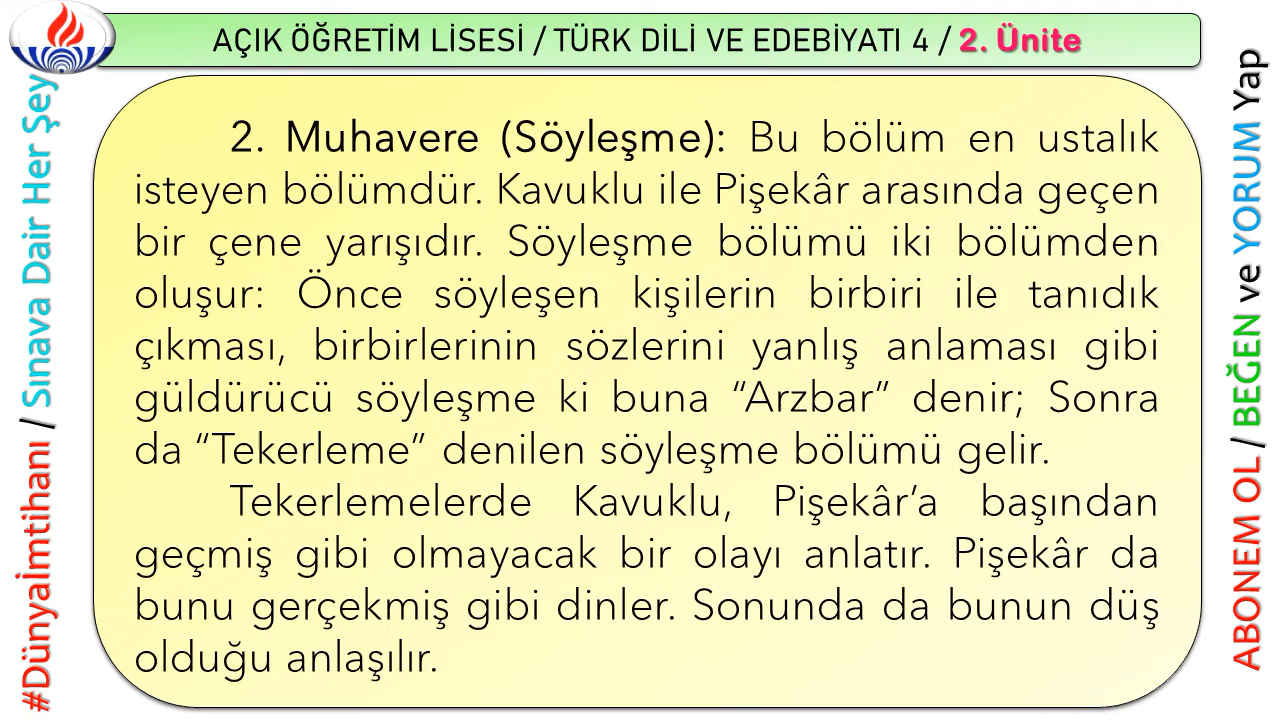 AÇIK ÖĞRETİM LİSESİ / TÜRK DİLİ VE EDEBİYATI 4 / 2. Ünite
#Dünyaİmtihanı / Sınava Dair Her Şey
2. Muhavere (Söyleşme): Bu bölüm en ustalık
isteyen bölümdür. Kavuklu ile Pişekâr arasında geçen
bir çene yarışıdır. Söyleşme bölümü iki bölümden
oluşur: Önce söyleşen kişilerin birbiri ile tanıdık
çıkması, birbirlerinin sözlerini yanlış anlaması gibi
güldürücü söyleşme ki buna “Arzbar” denir; Sonra
da “Tekerleme” denilen söyleşme bölümü gelir.
Tekerlemelerde Kavuklu, Pişekâr’a başından
geçmiş gibi olmayacak bir olayı anlatır. Pişekâr da
bunu gerçekmiş gibi dinler. Sonunda da bunun düş
olduğu anlaşılır.
ABONEM OL / BEĞEN ve YORUM Yap